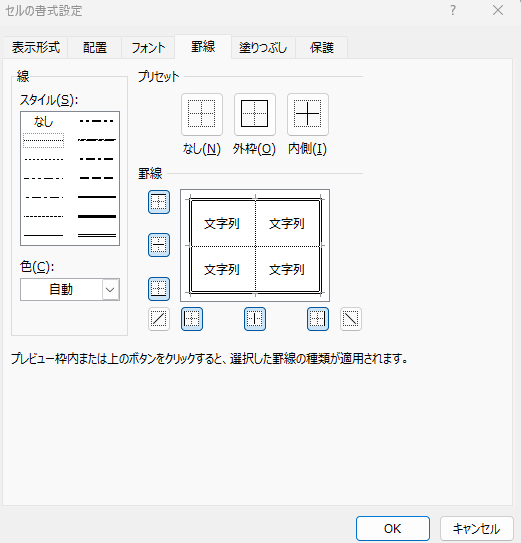 セルの書式設定
?
表示形式 配置 フォント 罫線 塗りつぶし 保護
線
スタイル(S):
なし
色(C):
自動
プリセット
なし(N) 外枠(O) 内側(I)
罫線
文字列 文字列
文字列 文字列
プレビュー枠内または上のボタンをクリックすると、選択した罫線の種類が適用されます。
OK キャンセル